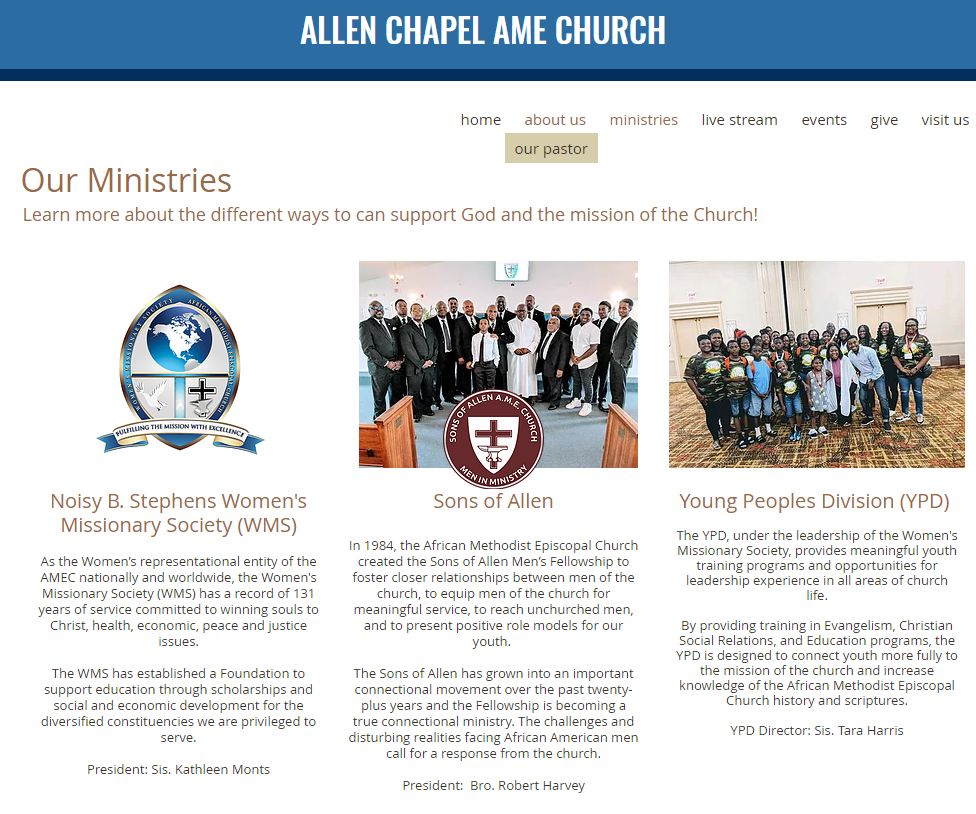 ALLEN CHAPEL AME CHURCH
home about us ministries live stream events give visit us
our pastor
Our Ministries
Learn more about the different ways to can support God and the mission of the Church!
WOMEN'S MISSIONARY SOCIETY AFRICAN METHODIST EPISCOPAL CHURCH
FULFILLING THE MISSION WITH EXCELLENCE
SONS OF ALLEN A.M.E. CHURCH
MEN IN MINISTRY
Noisy B. Stephens Women's
Missionary Society (WMS)
As the Women’s representational entity of the
AMEC nationally and worldwide, the Women's
Missionary Society (WMS) has a record of 131
years of service committed to winning souls to
Christ, health, economic, peace and justice
issues.
The WMS has established a Foundation to
support education through scholarships and
social and economic development for the
diversified constituencies we are privileged to
serve.
President: Sis. Kathleen Monts
Sons of Allen
In 1984, the African Methodist Episcopal Church
created the Sons of Allen Men’s Fellowship to
foster closer relationships between men of the
church, to equip men of the church for
meaningful service, to reach unchurched men,
and to present positive role models for our
youth.
The Sons of Allen has grown into an important
connectional movement over the past twenty-
plus years and the Fellowship is becoming a
true connectional ministry. The challenges and
disturbing realities facing African American men
call for a response from the church.
President: Bro. Robert Harvey
Young Peoples Division (YPD)
The YPD, under the leadership of the Women's
Missionary Society, provides meaningful youth
training programs and opportunities for
leadership experience in all areas of church
life.
By providing training in Evangelism, Christian
Social Relations, and Education programs, the
YPD is designed to connect youth more fully to
the mission of the church and increase
knowledge of the African Methodist Episcopal
Church history and scriptures.
YPD Director: Sis. Tara Harris